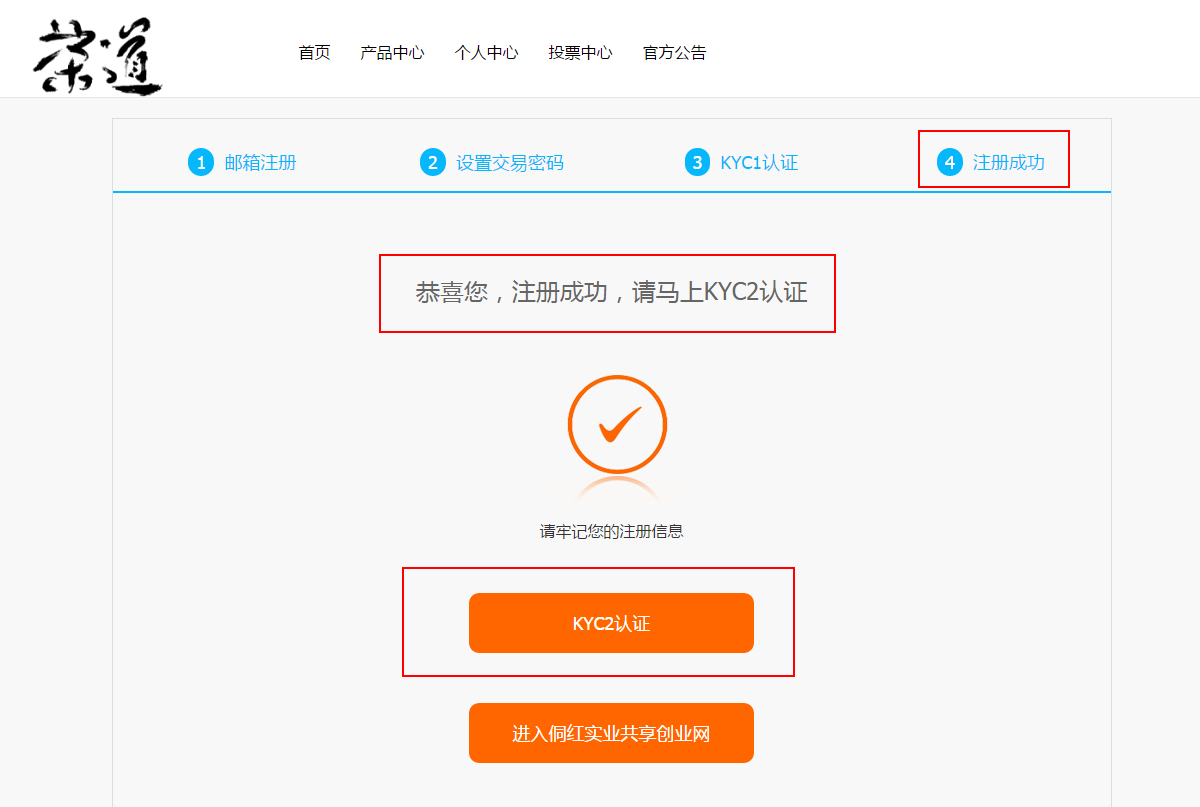 茶道
首页 产品中心 个人中心 投票中心 官方公告
1 邮箱注册 2 设置交易密码 3 KYC1认证 4 注册成功
恭喜您，注册成功，请马上KYC2认证
请牢记您的注册信息
KYC2认证
进入侗红实业共享创业网